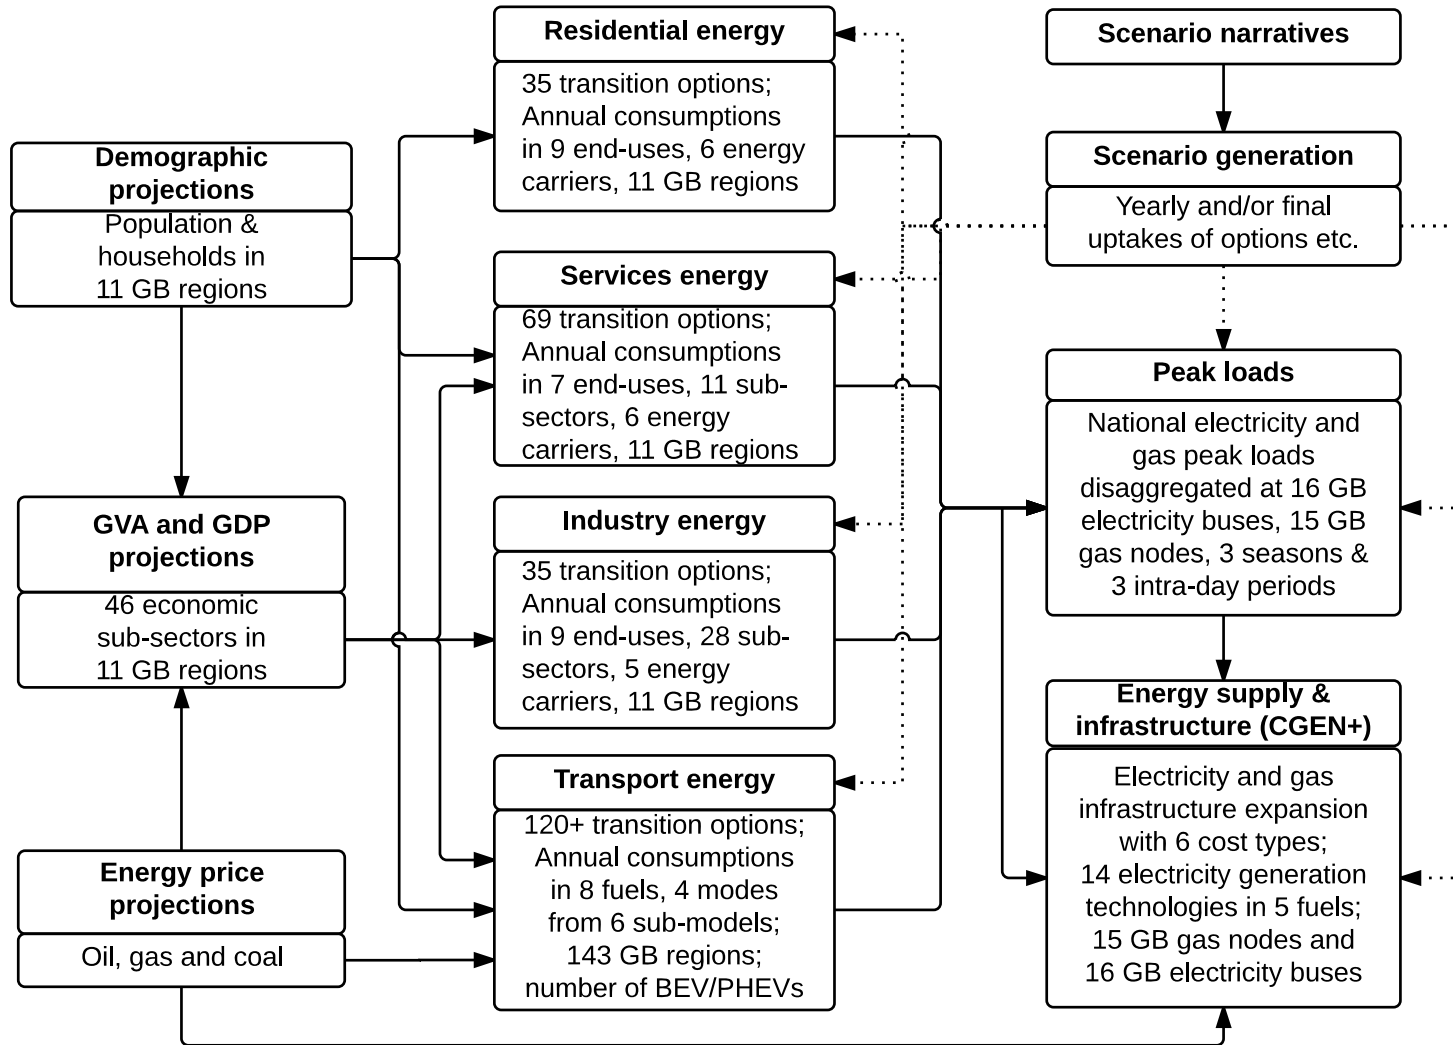 Residential energy
35 transition options;
Annual consumptions
in 9 end-uses, 6 energy
carriers, 11 GB regions
Scenario narratives
Demographic
projections
Population &
households in
11 GB regions
Scenario generation
Yearly and/or final
uptakes of options etc.
Services energy
69 transition options;
Annual consumptions
in 7 end-uses, 11 sub-
sectors, 6 energy
carriers, 11 GB regions
Peak loads
National electricity and
gas peak loads
disaggregated at 16 GB
electricity buses, 15 GB
gas nodes, 3 seasons &
3 intra-day periods
GVA and GDP
projections
46 economic
sub-sectors in
11 GB regions
Industry energy
35 transition options;
Annual consumptions
in 9 end-uses, 28 sub-
sectors, 5 energy
carriers, 11 GB regions
Energy supply &
infrastructure (CGEN+)
Electricity and gas
infrastructure expansion
with 6 cost types;
14 electricity generation
technologies in 5 fuels;
15 GB gas nodes and
16 GB electricity buses
Transport energy
120+ transition options;
Annual consumptions
in 8 fuels, 4 modes
from 6 sub-models;
143 GB regions;
number of BEV/PHEVs
Energy price
projections
Oil, gas and coal